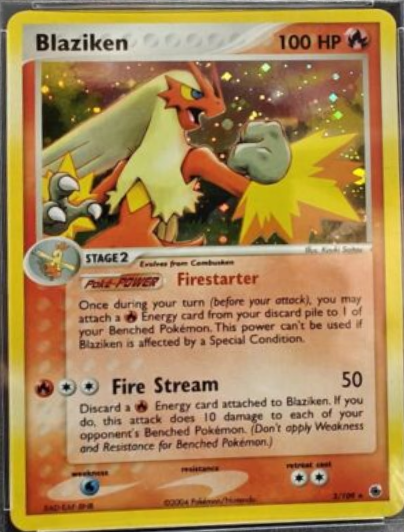 Blaziken 100 HP
Illus. Kouki Saitou
STAGE 2 Evolves from Combusken
Poké-POWER Firestarter
Once during your turn (before your attack), you may
attach a Energy card from your discard pile to 1 of
your Benched Pokémon. This power can't be used if
Blaziken is affected by a Special Condition.
Fire Stream 50
Discard a Energy card attached to Blaziken. If you
do, this attack does 10 damage to each of your
opponent's Benched Pokémon. (Don't apply Weakness
and Resistance for Benched Pokémon.)
weakness resistance retreat cost
3/109 ★
©2004 Pokémon/Nintendo